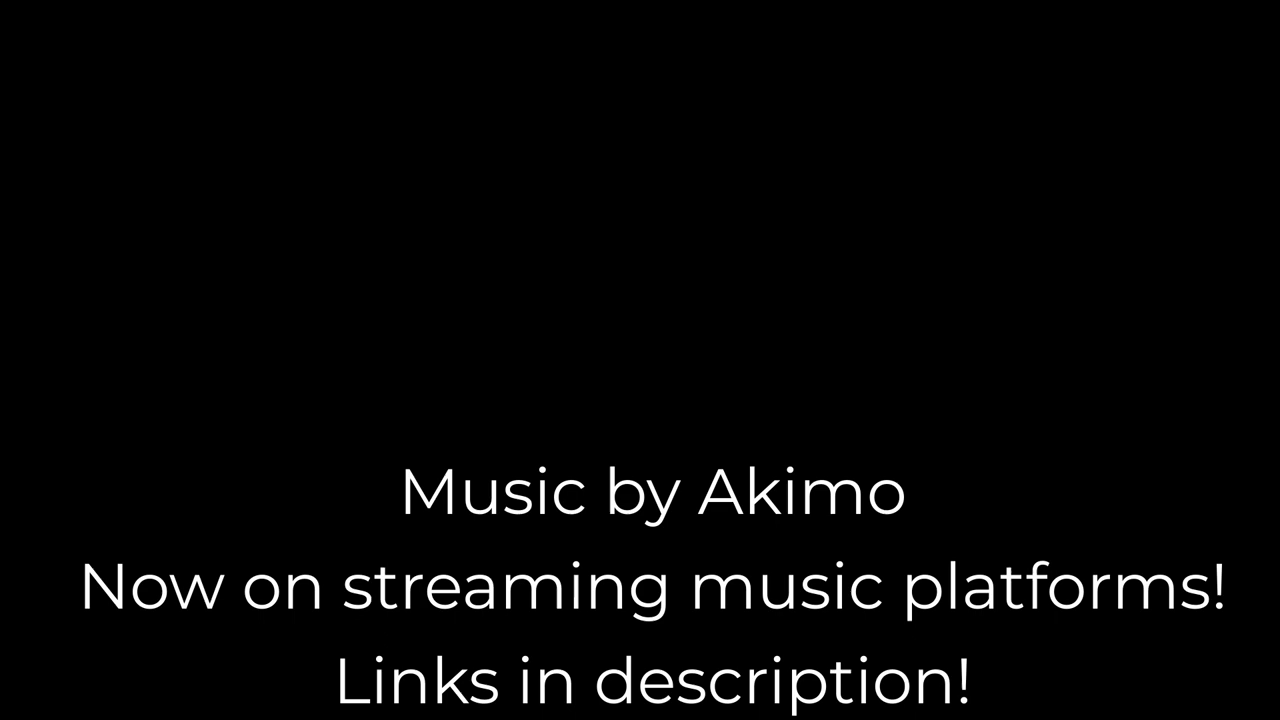 Music by Akimo
Now on streaming music platforms!
Links in description!